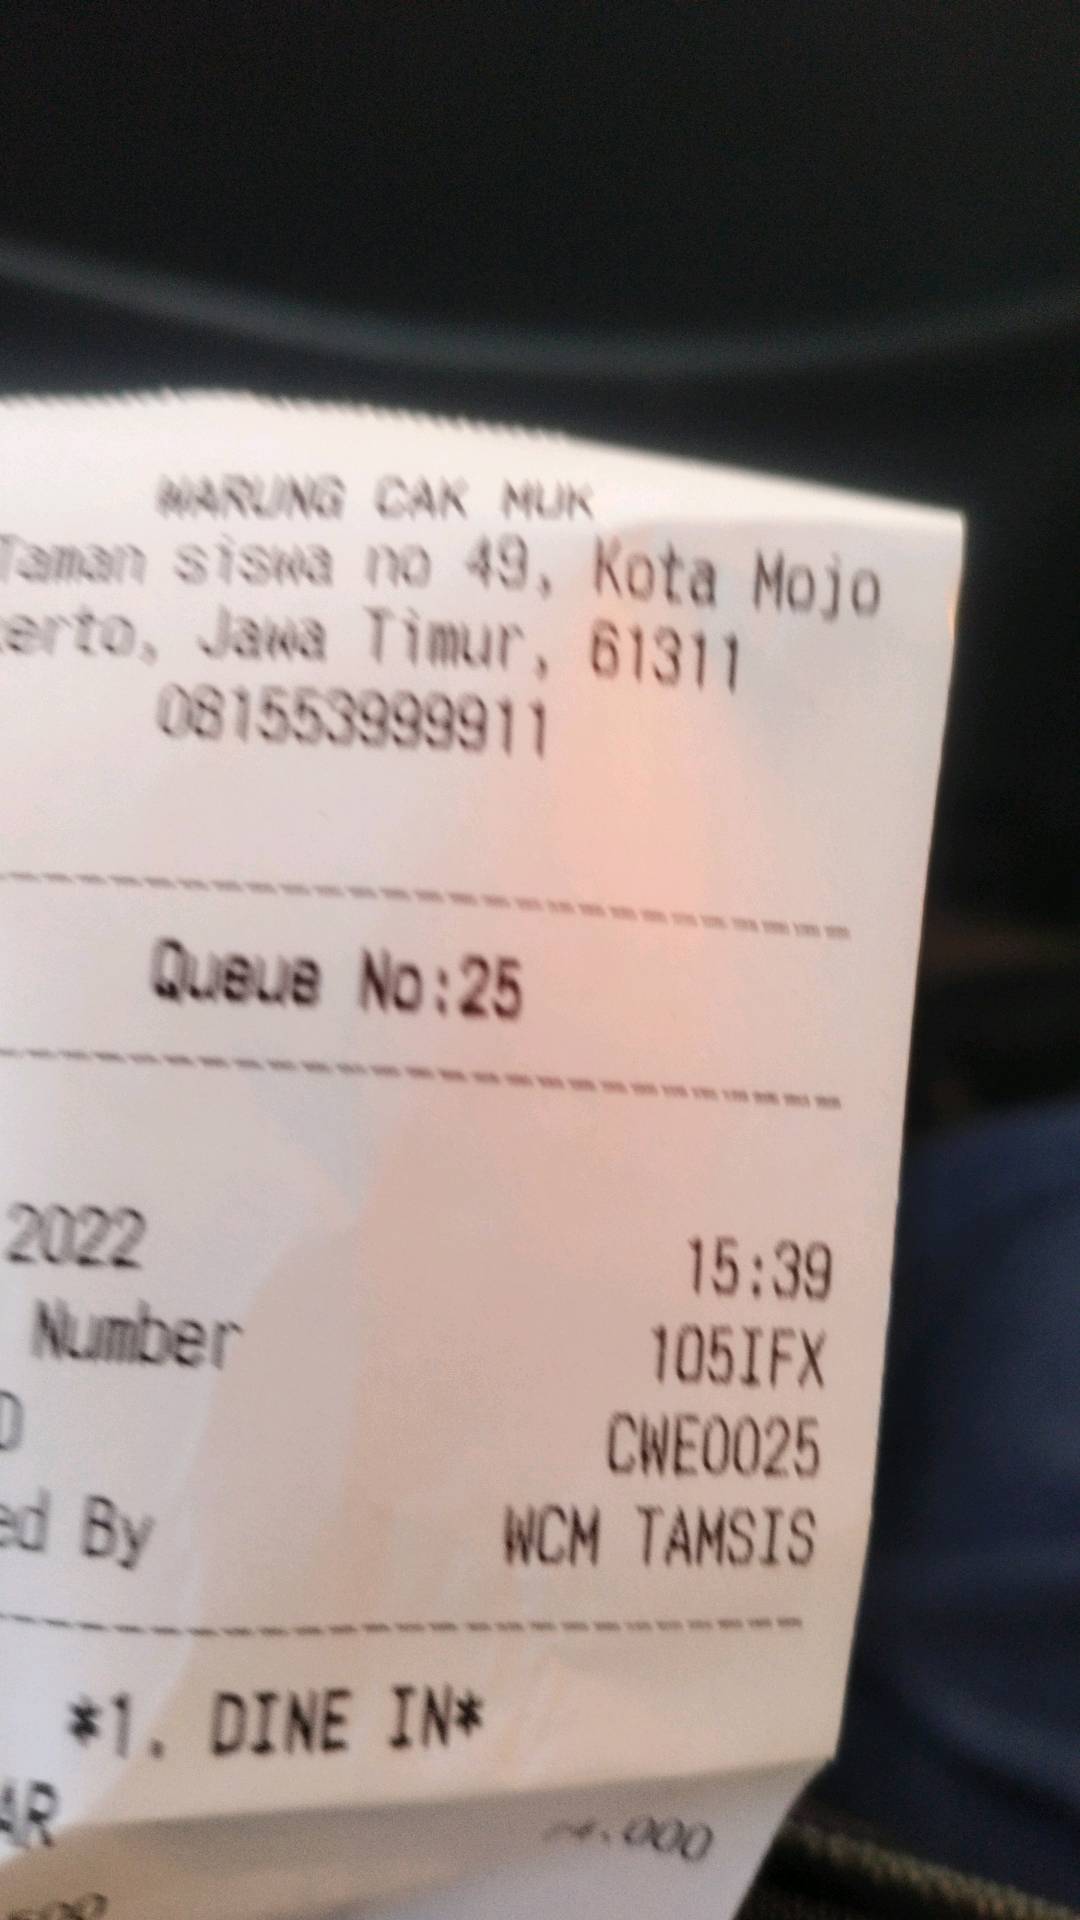 WARUNG CAK MUK
Taman siswa no 49, Kota Mojo
erto, Jawa Timur, 61311
081553999911
Queue No:25
2022 15:39
Number 105IFX
CWE0025
ed By WCM TAMSIS
*1. DINE IN*
AR